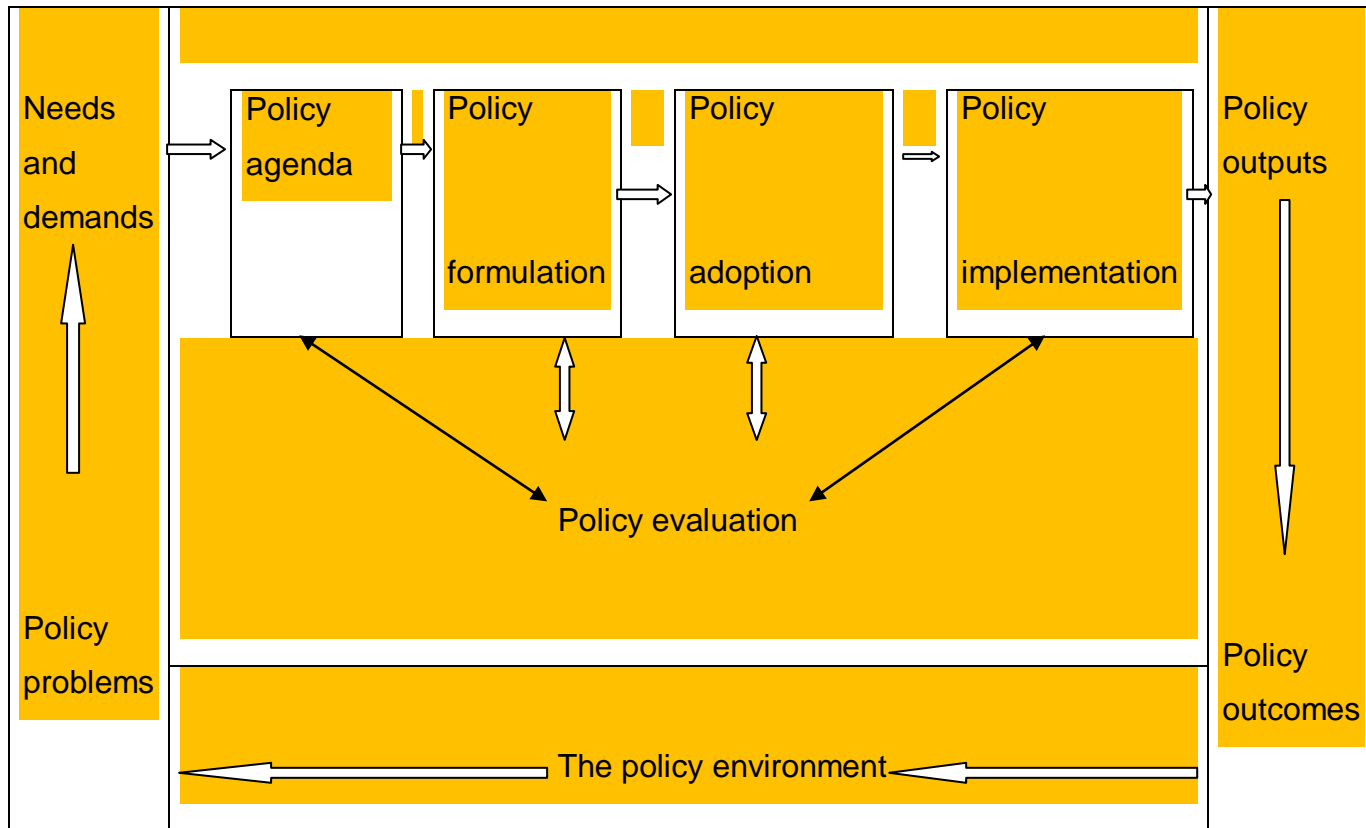 Needs
and
demands
Policy
problems
Policy
agenda
Policy
formulation
Policy
adoption
Policy
implementation
Policy evaluation
The policy environment
Policy
outputs
Policy
outcomes